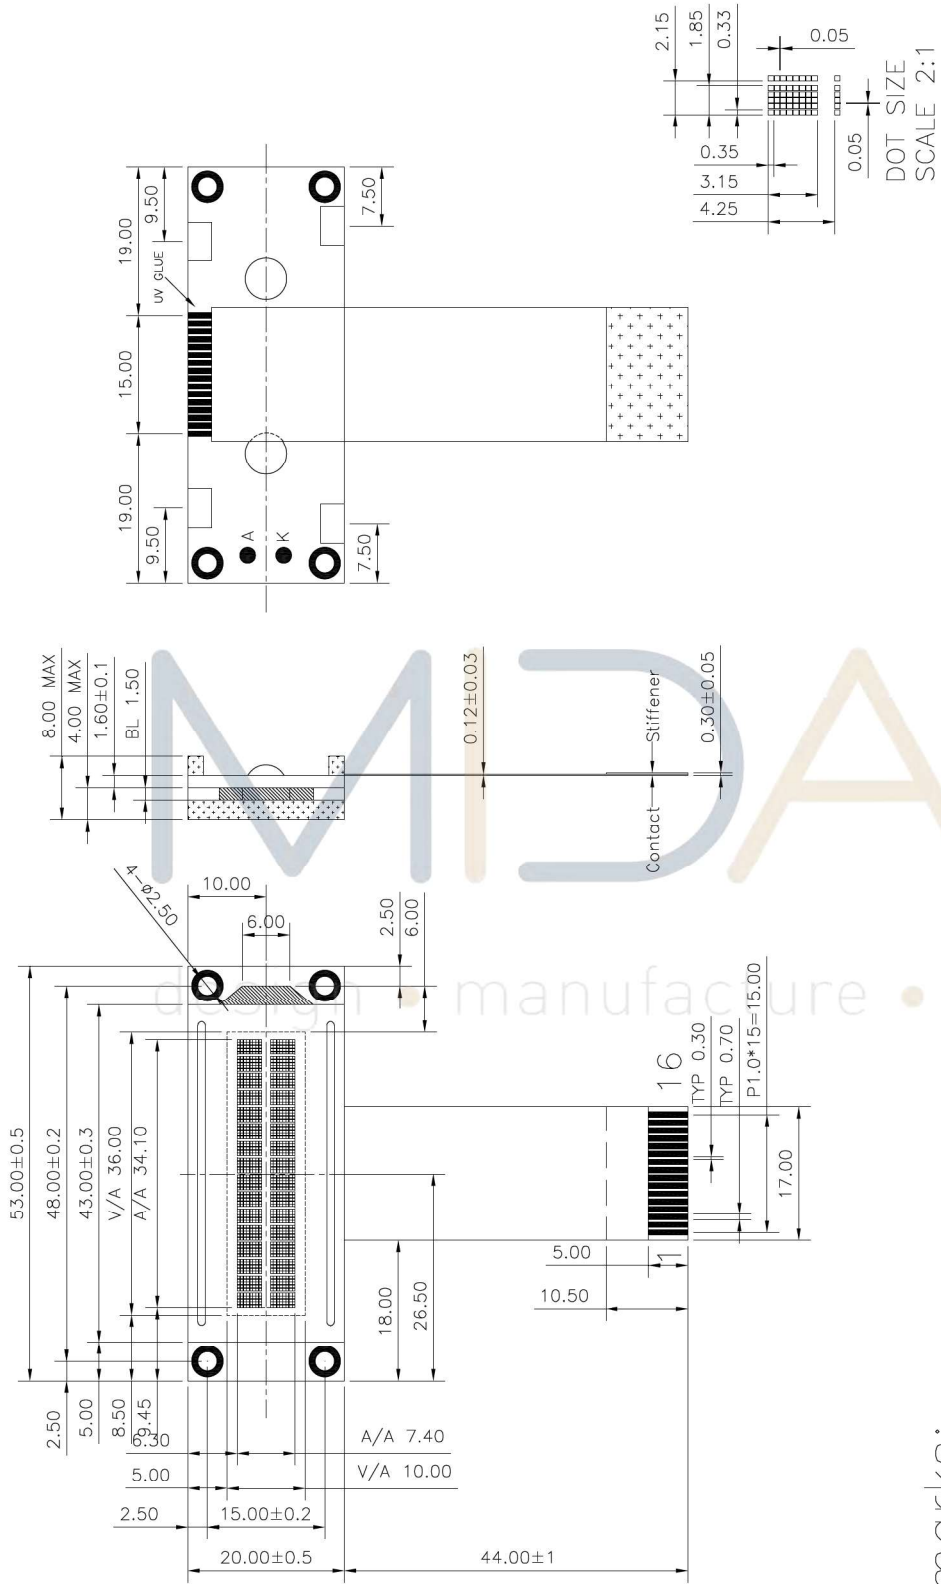 2.15
1.85
0.33
0.05
0.35
3.15
4.25
0.05
DOT SIZE
SCALE 2:1
19.00
9.50
7.50
UV GLUE
15.00
19.00
9.50
7.50
A
K
8.00 MAX
4.00 MAX
1.60±0.1
BL 1.50
0.12±0.03
Stiffener
0.30±0.05
Contact
MIDA
design • manufacture •
4-ø2.50
10.00
6.00
2.50
6.00
53.00±0.5
48.00±0.2
43.00±0.3
V/A 36.00
A/A 34.10
16
TYP 0.30
TYP 0.70
P1.0*15=15.00
17.00
1
5.00
10.50
18.00
26.50
2.50
5.00
8.50
9.45
6.30
A/A 7.40
5.00
V/A 10.00
2.50
15.00±0.2
20.00±0.5
44.00±1